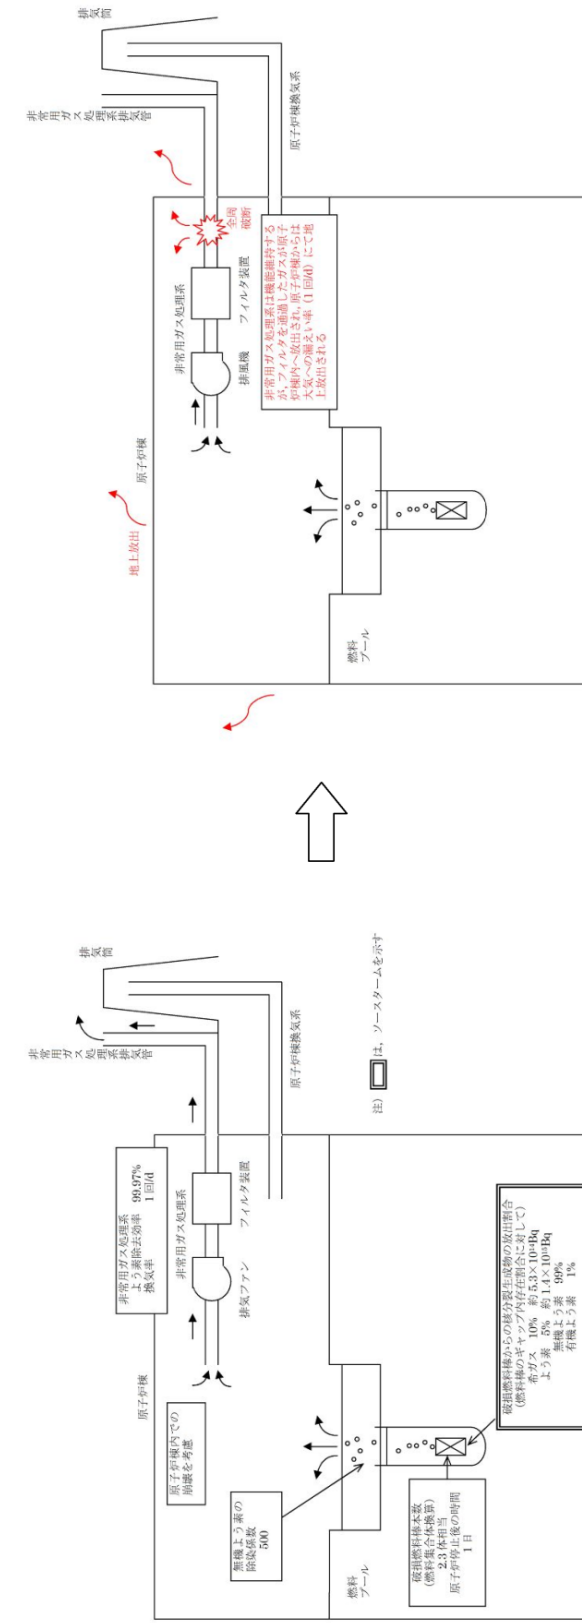 原子炉棟
原子炉棟内での
崩壊を考慮
非常用ガス処理系
よう素除去効率 99.97%
換気率 1回/d
非常用ガス処理系
排気ファン
フィルタ装置
非常用ガス処理系排気管
排気筒
原子炉棟換気系
無機よう素の
除染係数
500
燃料
プール
破損燃料棒本数
(燃料集合体換算)
2.3 体相当
原子炉停止後の時間
1 日
破損燃料棒からの核分裂生成物の放出割合
(燃料棒のギャップ内存在割合に対して)
希ガス 10% 約 5.3×10¹⁴Bq
よう素 5% 約 1.4×10¹⁴Bq
無機よう素 99%
有機よう素 1%
注) は,ソースタームを示す
地上放出
原子炉棟
非常用ガス処理系
排風機
フィルタ装置
全周
破断
非常用ガス処理系排気管
排気筒
原子炉棟換気系
非常用ガス処理系は機能維持する
が,フィルタを通過したガスが原子
炉棟内へ放出され,原子炉棟からは
大気への漏えい率(1 回/d)にて地
上放出される
燃料
プール